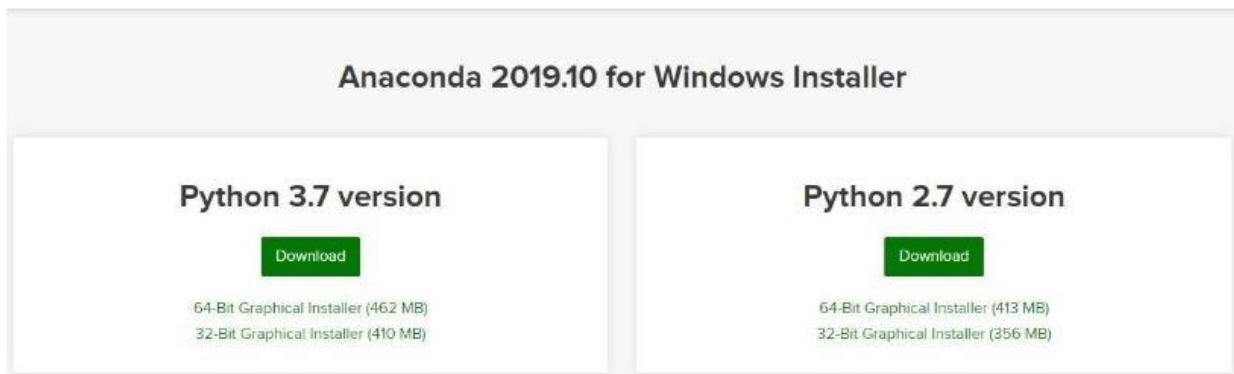 Anaconda 2019.10 for Windows Installer
Python 3.7 version
Download
64-Bit Graphical Installer (462 MB)
32-Bit Graphical Installer (410 MB)
Python 2.7 version
Download
64-Bit Graphical Installer (413 MB)
32-Bit Graphical Installer (356 MB)